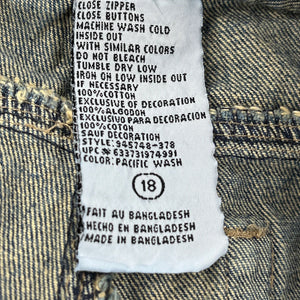 CLOSE ZIPPER
CLOSE BUTTONS
MACHINE WASH COLD
INSIDE OUT
WITH SIMILAR COLORS
DO NOT BLEACH
TUMBLE DRY LOW
IRON ON LOW INSIDE OUT
IF NECESSARY
100%COTTON
EXCLUSIVE OF DECORATION
100%ALGODON
EXCLUSIVO PARA DECORACION
100%COTON
SAUF DECORATION
STYLE: 945748-378
UPC # 633731974991
COLOR: PACIFIC WASH
18
FAIT AU BANGLADESH
HECHO EN BANGLADESH
MADE IN BANGLADESH